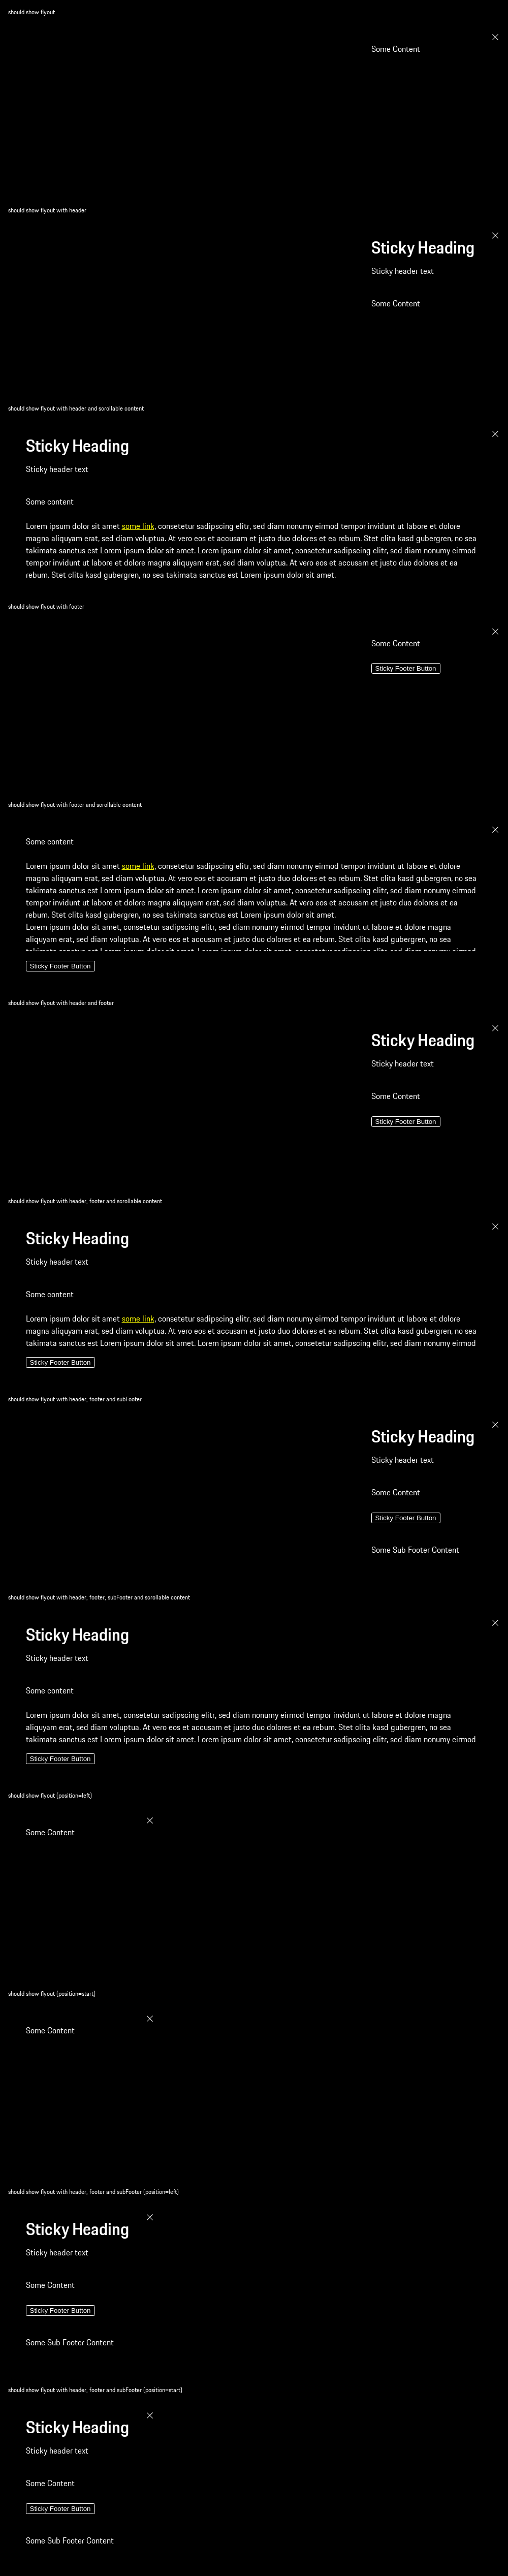 should show flyout
Some Content
should show flyout with header
Sticky Heading
Sticky header text
Some Content
should show flyout with header and scrollable content
Sticky Heading
Sticky header text
Some content
Lorem ipsum dolor sit amet some link, consetetur sadipscing elitr, sed diam nonumy eirmod tempor invidunt ut labore et dolore
magna aliquyam erat, sed diam voluptua. At vero eos et accusam et justo duo dolores et ea rebum. Stet clita kasd gubergren, no sea
takimata sanctus est Lorem ipsum dolor sit amet. Lorem ipsum dolor sit amet, consetetur sadipscing elitr, sed diam nonumy eirmod
tempor invidunt ut labore et dolore magna aliquyam erat, sed diam voluptua. At vero eos et accusam et justo duo dolores et ea
rebum. Stet clita kasd gubergren, no sea takimata sanctus est Lorem ipsum dolor sit amet.
should show flyout with footer
Some Content
Sticky Footer Button
should show flyout with footer and scrollable content
Some content
Lorem ipsum dolor sit amet some link, consetetur sadipscing elitr, sed diam nonumy eirmod tempor invidunt ut labore et dolore
magna aliquyam erat, sed diam voluptua. At vero eos et accusam et justo duo dolores et ea rebum. Stet clita kasd gubergren, no sea
takimata sanctus est Lorem ipsum dolor sit amet. Lorem ipsum dolor sit amet, consetetur sadipscing elitr, sed diam nonumy eirmod
tempor invidunt ut labore et dolore magna aliquyam erat, sed diam voluptua. At vero eos et accusam et justo duo dolores et ea
rebum. Stet clita kasd gubergren, no sea takimata sanctus est Lorem ipsum dolor sit amet.
Lorem ipsum dolor sit amet, consetetur sadipscing elitr, sed diam nonumy eirmod tempor invidunt ut labore et dolore magna
aliquyam erat, sed diam voluptua. At vero eos et accusam et justo duo dolores et ea rebum. Stet clita kasd gubergren, no sea
takimata sanctus est Lorem ipsum dolor sit amet. Lorem ipsum dolor sit amet, consetetur sadipscing elitr, sed diam nonumy eirmod
Sticky Footer Button
should show flyout with header and footer
Sticky Heading
Sticky header text
Some Content
Sticky Footer Button
should show flyout with header, footer and scrollable content
Sticky Heading
Sticky header text
Some content
Lorem ipsum dolor sit amet some link, consetetur sadipscing elitr, sed diam nonumy eirmod tempor invidunt ut labore et dolore
magna aliquyam erat, sed diam voluptua. At vero eos et accusam et justo duo dolores et ea rebum. Stet clita kasd gubergren, no sea
takimata sanctus est Lorem ipsum dolor sit amet. Lorem ipsum dolor sit amet, consetetur sadipscing elitr, sed diam nonumy eirmod
Sticky Footer Button
should show flyout with header, footer and subFooter
Sticky Heading
Sticky header text
Some Content
Sticky Footer Button
Some Sub Footer Content
should show flyout with header, footer, subFooter and scrollable content
Sticky Heading
Sticky header text
Some content
Lorem ipsum dolor sit amet, consetetur sadipscing elitr, sed diam nonumy eirmod tempor invidunt ut labore et dolore magna
aliquyam erat, sed diam voluptua. At vero eos et accusam et justo duo dolores et ea rebum. Stet clita kasd gubergren, no sea
takimata sanctus est Lorem ipsum dolor sit amet. Lorem ipsum dolor sit amet, consetetur sadipscing elitr, sed diam nonumy eirmod
Sticky Footer Button
should show flyout (position=left)
Some Content
should show flyout (position=start)
Some Content
should show flyout with header, footer and subFooter (position=left)
Sticky Heading
Sticky header text
Some Content
Sticky Footer Button
Some Sub Footer Content
should show flyout with header, footer and subFooter (position=start)
Sticky Heading
Sticky header text
Some Content
Sticky Footer Button
Some Sub Footer Content